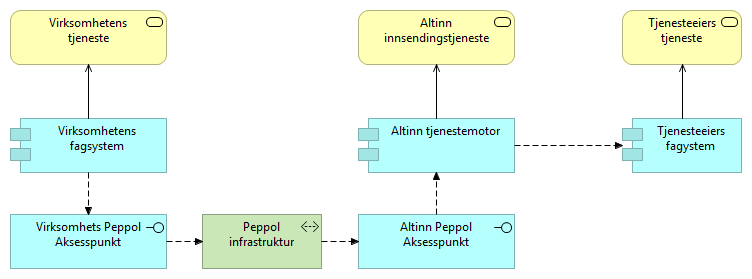 Virksomhetens
tjeneste
Altinn
innsendingstjeneste
Tjenesteeiers
tjeneste
Virksomhetens
fagsystem
Altinn tjenestemotor
Tjenesteeiers
fagystem
Virksomhets Peppol
Aksesspunkt
Peppol
infrastruktur
Altinn Peppol
Aksesspunkt